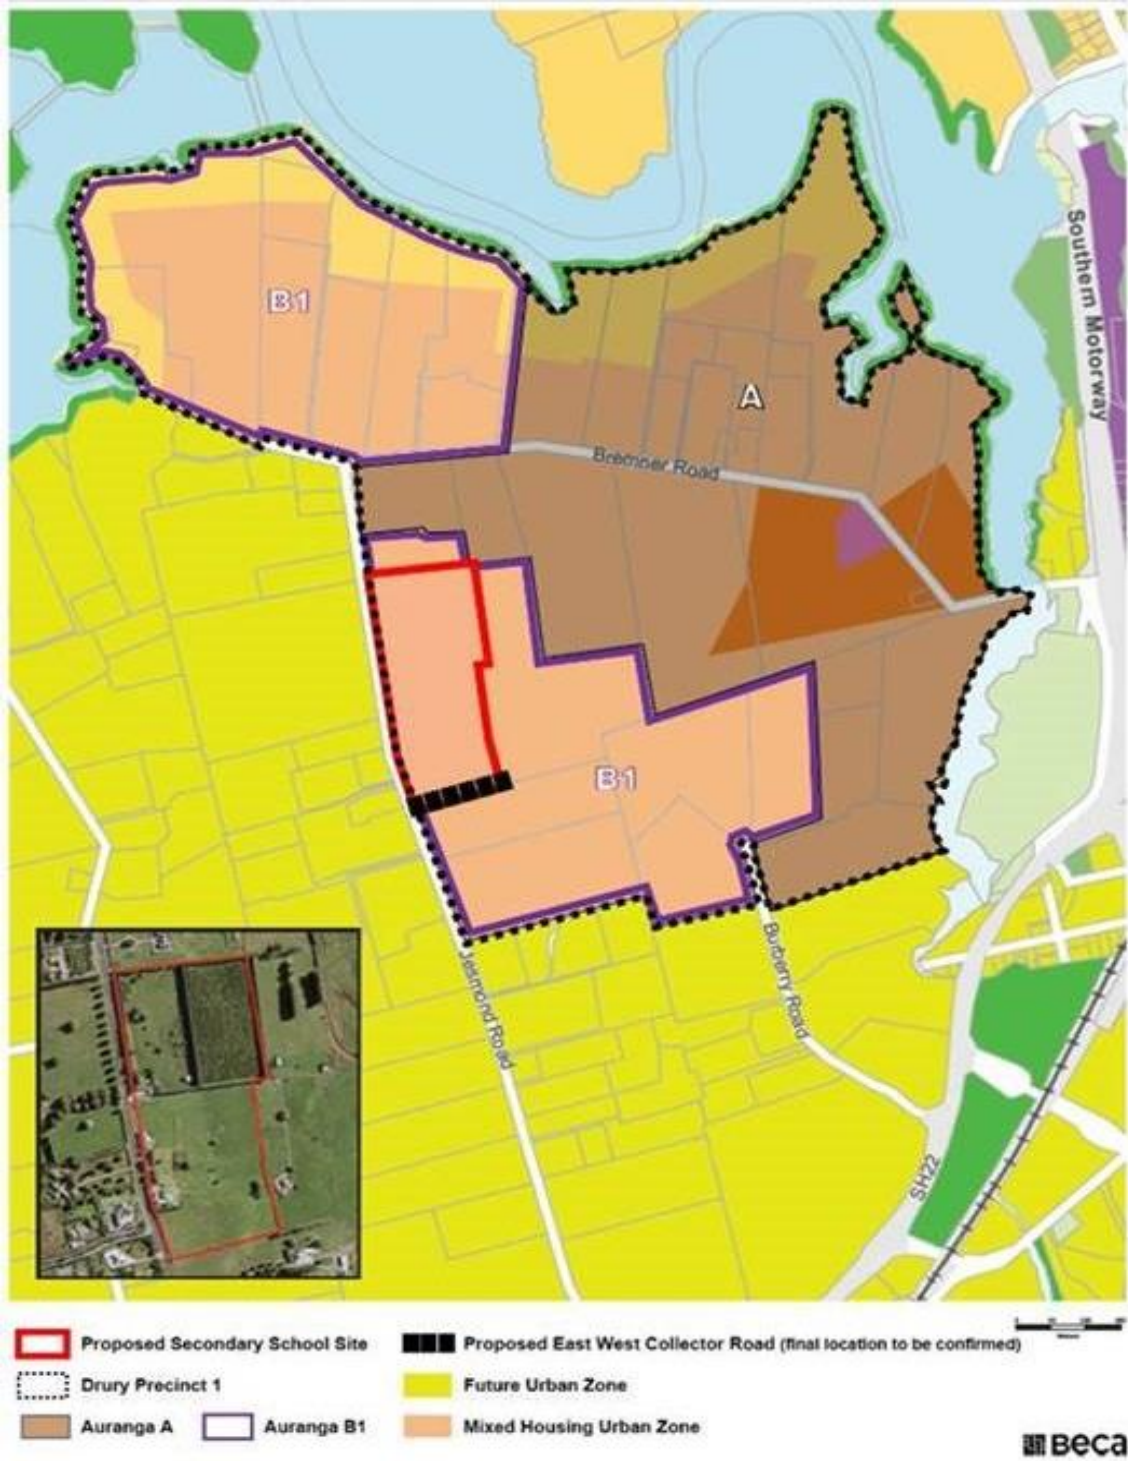 B1
A
Bremner Road
Southern Motorway
B1
Jesmond Road
Burberry Road
SH22
Proposed Secondary School Site
Proposed East West Collector Road (final location to be confirmed)
Drury Precinct 1
Future Urban Zone
Auranga A
Auranga B1
Mixed Housing Urban Zone
Beca